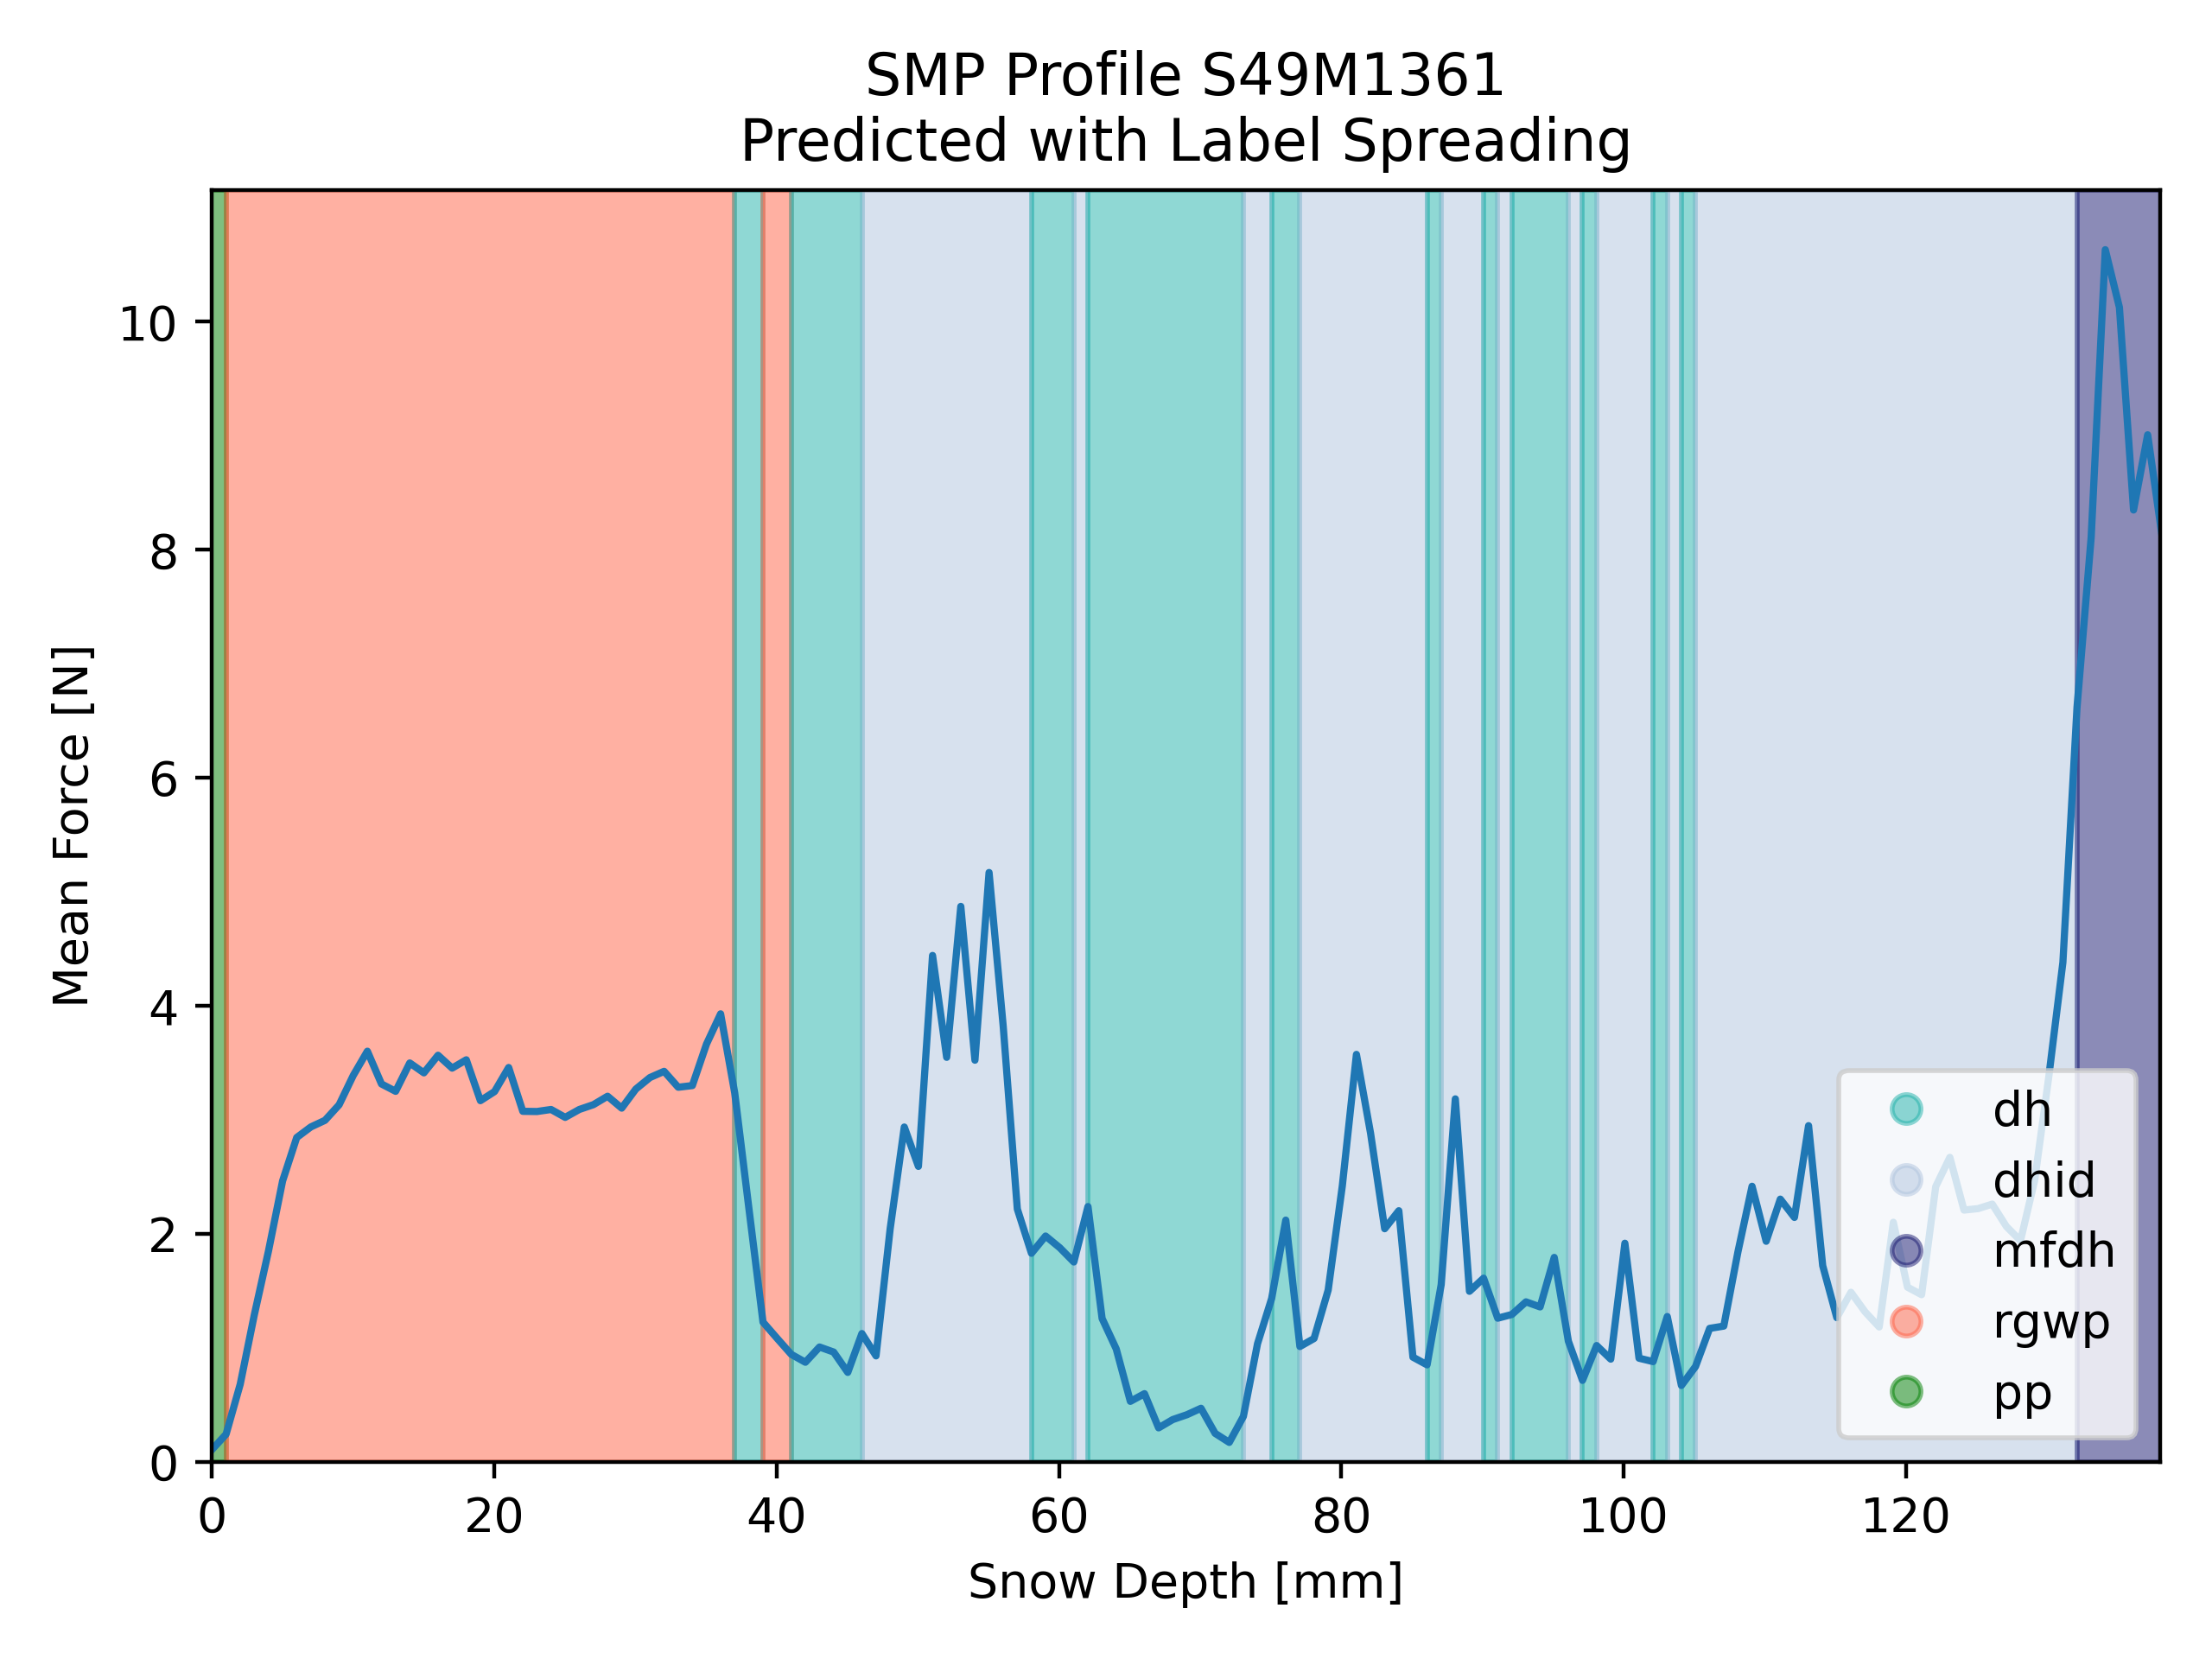 SMP Profile S49M1361
Predicted with Label Spreading
Mean Force [N]
10
8
6
4
2
0
0 20 40 60 80 100 120
Snow Depth [mm]
dh
dhid
mfdh
rgwp
pp